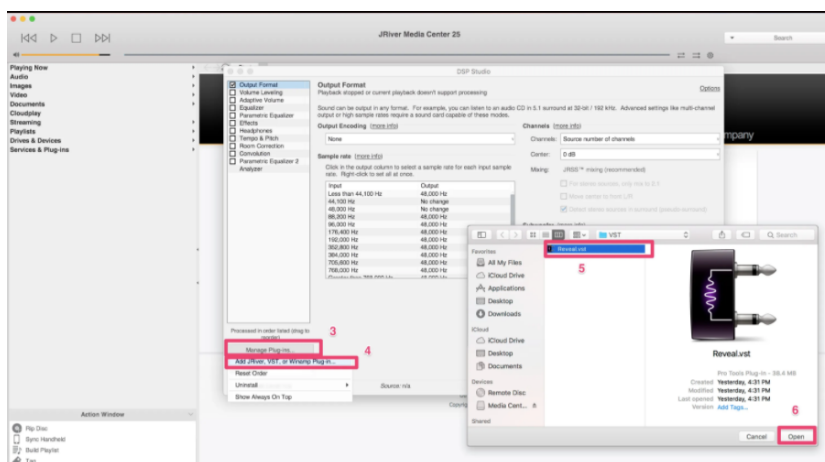 JRiver Media Center 25
Search
Playing Now
Audio
Images
Video
Documents
Cloudplay
Streaming
Playlists
Drives & Devices
Services & Plug-ins
mpany
DSP Studio
Output Format
Volume Leveling
Adaptive Volume
Equalizer
Parametric Equalizer
Effects
Headphones
Tempo & Pitch
Room Correction
Convolution
Parametric Equalizer 2
Analyzer
Output Format
Playback stopped or current playback doesn't support processing
Options
Sound can be output in any format. For example, you can listen to an audio CD in 5.1 surround at 32-bit / 192 kHz. Advanced settings like multi-channel
output or high sample rates require a sound card capable of these modes.
Output Encoding (more info)
None
Channels (more info)
Channels: Source number of channels
Center: 0 dB
Mixing: JRSS™ mixing (recommended)
For stereo sources, only mix to 2.1
Move center to front L/R
Sample rate (more info)
Click in the output column to select a sample rate for each input sample
rate. Right-click to set all at once.
Input Output
Less than 44,100 Hz 48,000 Hz
44,100 Hz No change
48,000 Hz No change
88,200 Hz 48,000 Hz
96,000 Hz 48,000 Hz
176,400 Hz 48,000 Hz
192,000 Hz 48,000 Hz
352,800 Hz 48,000 Hz
384,000 Hz 48,000 Hz
705,600 Hz 48,000 Hz
768,000 Hz 48,000 Hz
Processed in order listed (drag to
reorder)
3
Manage Plug-ins...
4
Add JRiver, VST, or Winamp Plug-in...
Reset Order
Uninstall
Show Always On Top
Source: n/a
VST
Search
Favorites
All My Files
iCloud Drive
Applications
Desktop
Downloads
iCloud
iCloud Drive
Desktop
Documents
Devices
Remote Disc
Media Cent...
Shared
Reveal.vst
5
Reveal.vst
Pro Tools Plug-in - 38.4 MB
Created Yesterday, 4:31 PM
Modified Yesterday, 4:31 PM
Last opened Yesterday, 4:31 PM
Version Add Tags...
6
Cancel
Open
Action Window
Rip Disc
Sync Handheld
Build Playlist